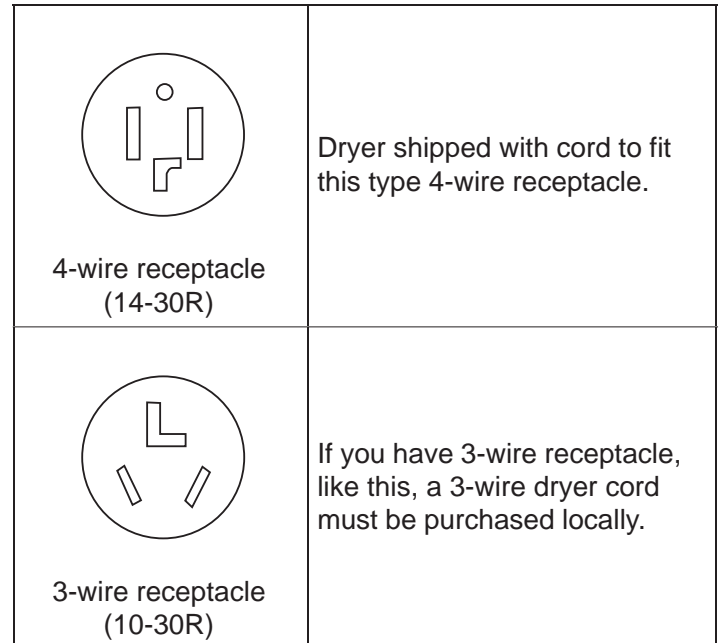 4-wire receptacle
(14-30R)
Dryer shipped with cord to fit
this type 4-wire receptacle.
3-wire receptacle
(10-30R)
If you have 3-wire receptacle,
like this, a 3-wire dryer cord
must be purchased locally.